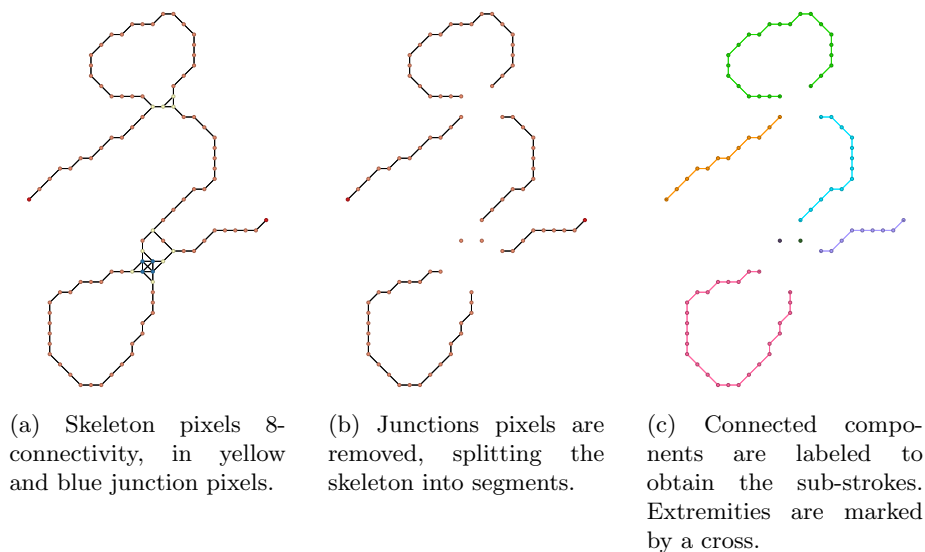 (a) Skeleton pixels 8-
connectivity, in yellow
and blue junction pixels.
(b) Junctions pixels are
removed, splitting the
skeleton into segments.
(c) Connected compo-
nents are labeled to
obtain the sub-strokes.
Extremities are marked
by a cross.